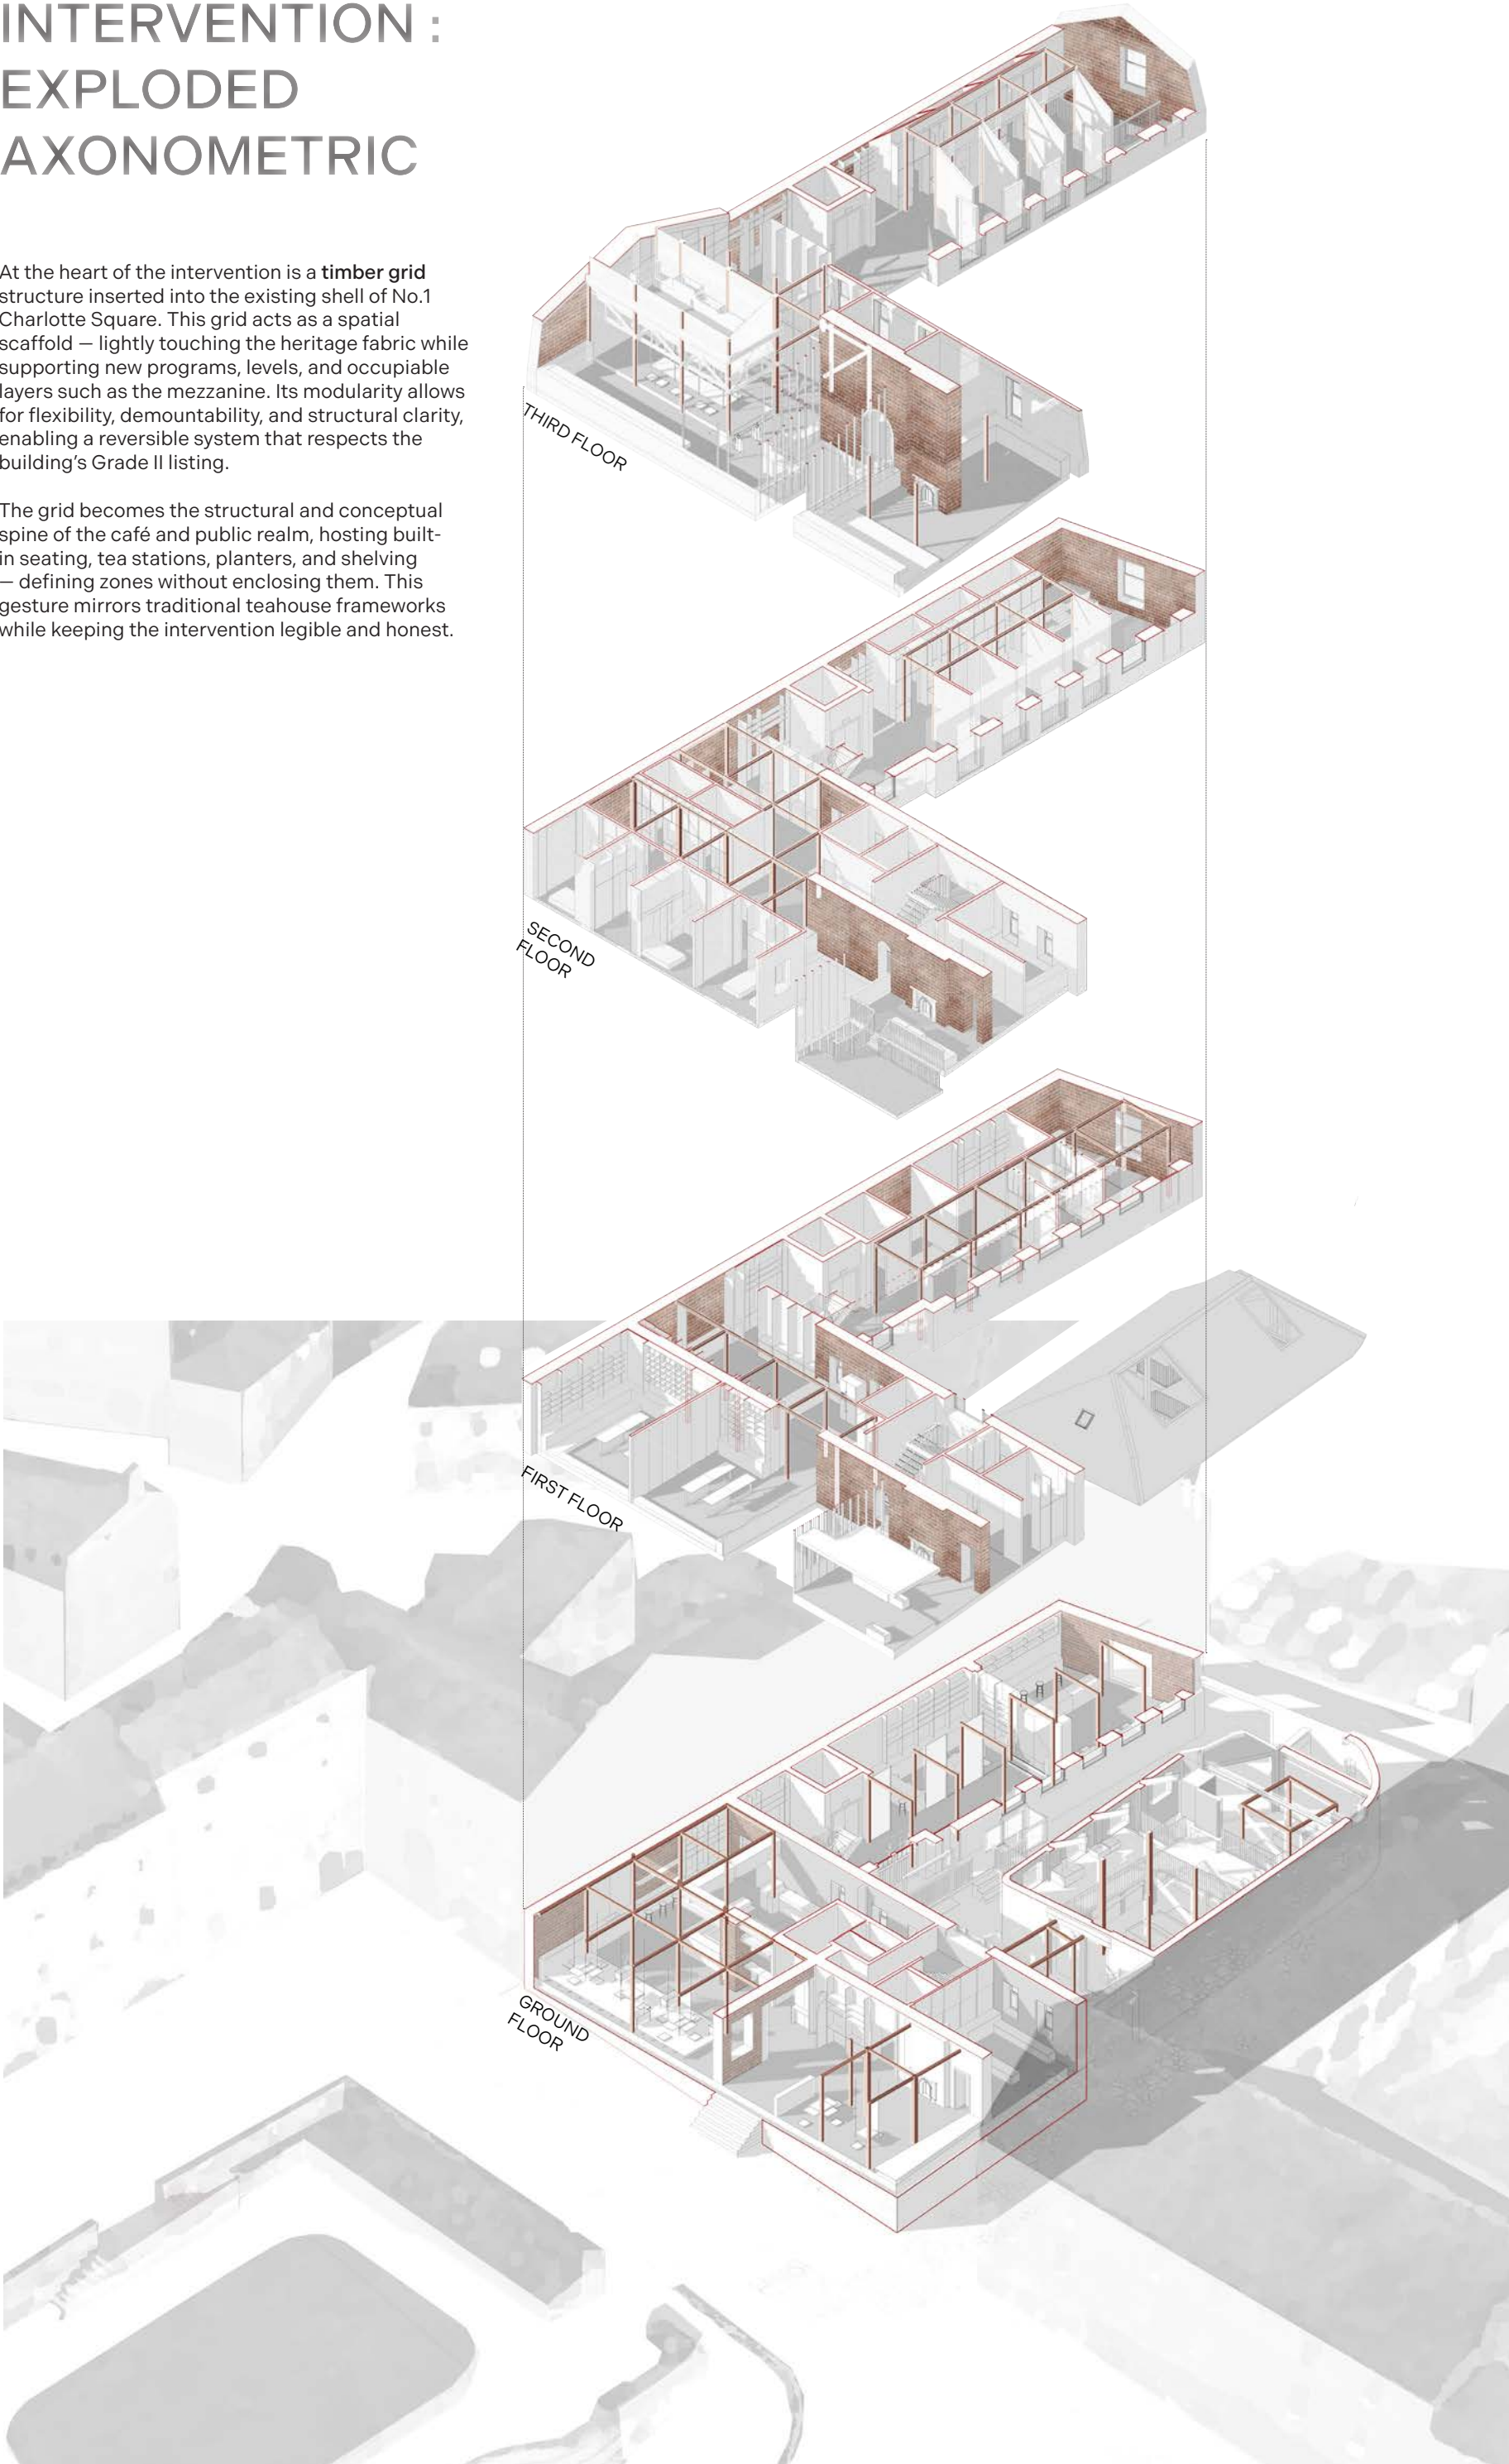 INTERVENTION :
EXPLODED
AXONOMETRIC
At the heart of the intervention is a timber grid
structure inserted into the existing shell of No.1
Charlotte Square. This grid acts as a spatial
scaffold — lightly touching the heritage fabric while
supporting new programs, levels, and occupiable
layers such as the mezzanine. Its modularity allows
for flexibility, demountability, and structural clarity,
enabling a reversible system that respects the
building’s Grade II listing.
The grid becomes the structural and conceptual
spine of the café and public realm, hosting built-
in seating, tea stations, planters, and shelving
— defining zones without enclosing them. This
gesture mirrors traditional teahouse frameworks
while keeping the intervention legible and honest.
THIRD FLOOR
SECOND
FLOOR
FIRST FLOOR
GROUND
FLOOR